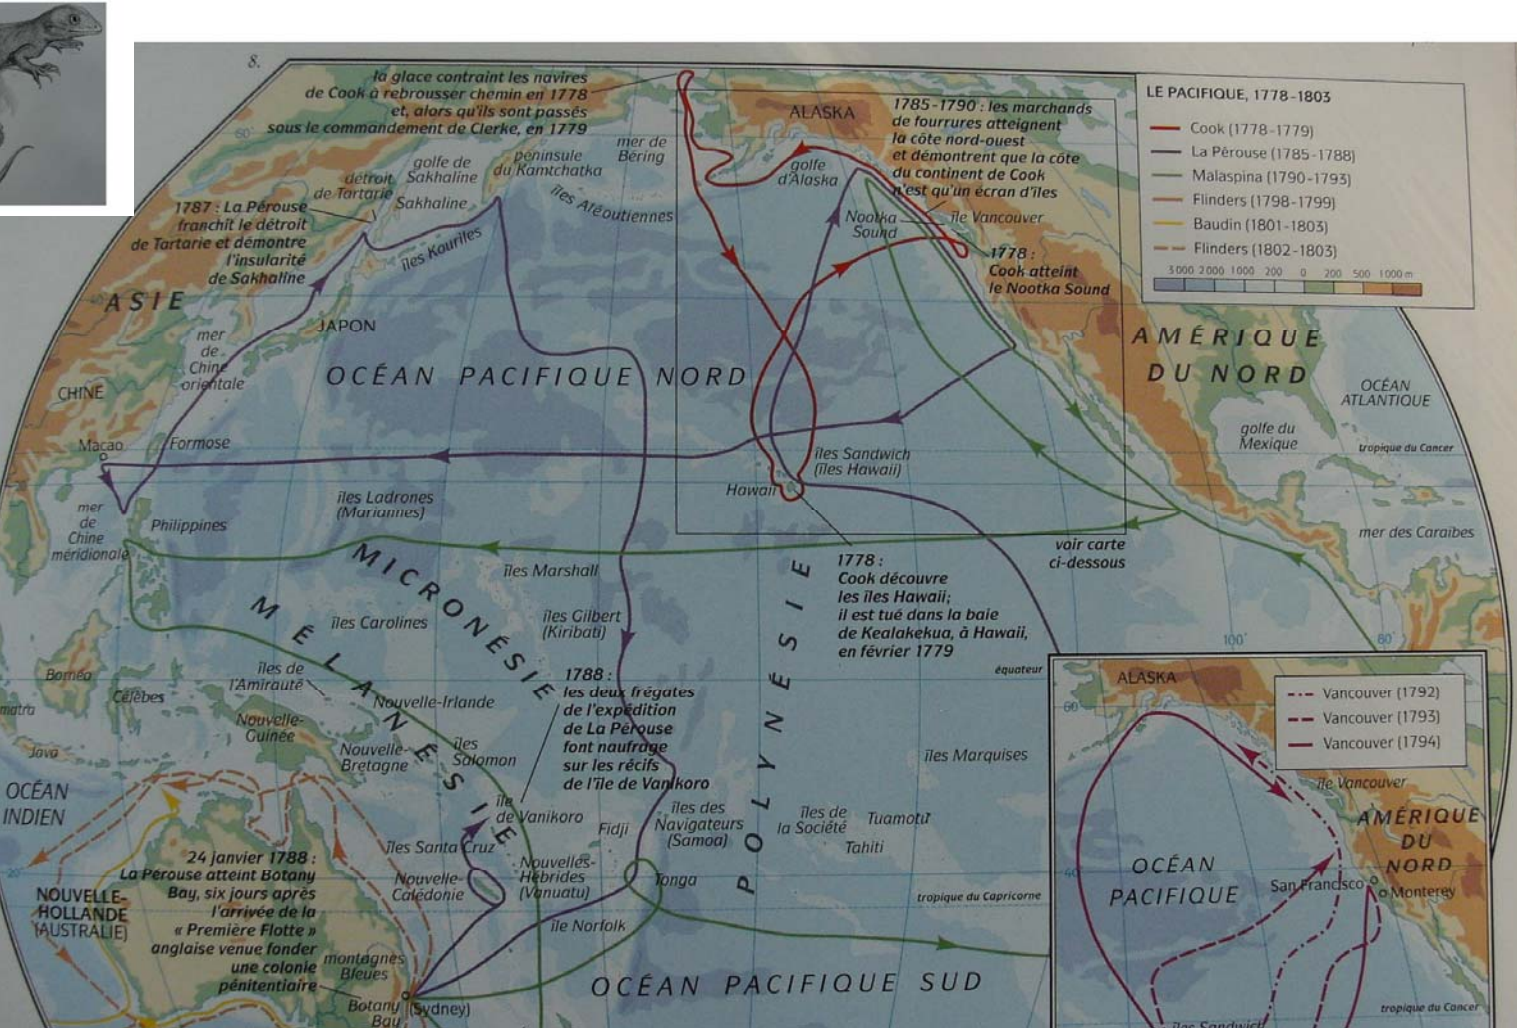 8.
la glace contraint les navires
de Cook à rebrousser chemin en 1778
et, alors qu'ils sont passés
sous le commandement de Clerke, en 1779
60°
mer de
Béring
ALASKA
golfe
d'Alaska
1785-1790 : les marchands
de fourrures atteignent
la côte nord-ouest
et démontrent que la côte
du continent de Cook
n'est qu'un écran d'îles
LE PACIFIQUE, 1778-1803
Cook (1778-1779)
La Pérouse (1785-1788)
Malaspina (1790-1793)
Flinders (1798-1799)
Baudin (1801-1803)
Flinders (1802-1803)
3000 2000 1000 200 0 200 500 1000 m
golfe de
Sakhaline
péninsule
du Kamtchatka
détroit
de Tartarie
Sakhaline
îles Aléoutiennes
îles Kouriles
1787 : La Pérouse
franchit le détroit
de Tartarie et démontre
l'insularité
de Sakhaline
Nootka
Sound
île Vancouver
1778 :
Cook atteint
le Nootka Sound
40°
ASIE
JAPON
mer
de
Chine
orientale
CHINE
OCÉAN PACIFIQUE NORD
AMÉRIQUE
DU NORD
OCÉAN
ATLANTIQUE
golfe du
Mexique
tropique du Cancer
Macao
Formose
îles Sandwich
(îles Hawaii)
Hawaii
îles Ladrones
(Mariannes)
mer
de
Chine
méridionale
Philippines
mer des Caraïbes
voir carte
ci-dessous
MICRONÉSIE
îles Marshall
1778 :
Cook découvre
les îles Hawaii;
il est tué dans la baie
de Kealakekua, à Hawaii,
en février 1779
MÉLANÉSIE
îles Carolines
îles Gilbert
(Kiribati)
POLYNÉSIE
100°
80°
équateur
Bornéo
Célèbes
matra
Java
îles de
l'Amirauté
Nouvelle-Irlande
Nouvelle-
Guinée
Nouvelle-
Bretagne
îles
Salomon
1788 :
les deux frégates
de l'expédition
de La Pérouse
font naufrage
sur les récifs
de l'île de Vanikoro
îles Marquises
OCÉAN
INDIEN
île
de Vanikoro
Fidji
îles des
Navigateurs
(Samoa)
îles de
la Société
Tuamotu
Tahiti
îles Santa Cruz
Nouvelle-
Calédonie
Nouvelles-
Hébrides
(Vanuatu)
Tonga
tropique du Capricorne
20°
24 janvier 1788 :
La Pérouse atteint Botany
Bay, six jours après
l'arrivée de la
« Première Flotte »
anglaise venue fonder
une colonie
pénitentiaire
NOUVELLE-
HOLLANDE
(AUSTRALIE)
montagnes
Bleues
île Norfolk
OCÉAN PACIFIQUE SUD
Botany
Bay
(Sydney)
ALASKA
60°
Vancouver (1792)
Vancouver (1793)
Vancouver (1794)
île Vancouver
AMÉRIQUE
DU
NORD
OCÉAN
PACIFIQUE
40°
San Francisco
Monterey
tropique du Cancer
îles Sandwich